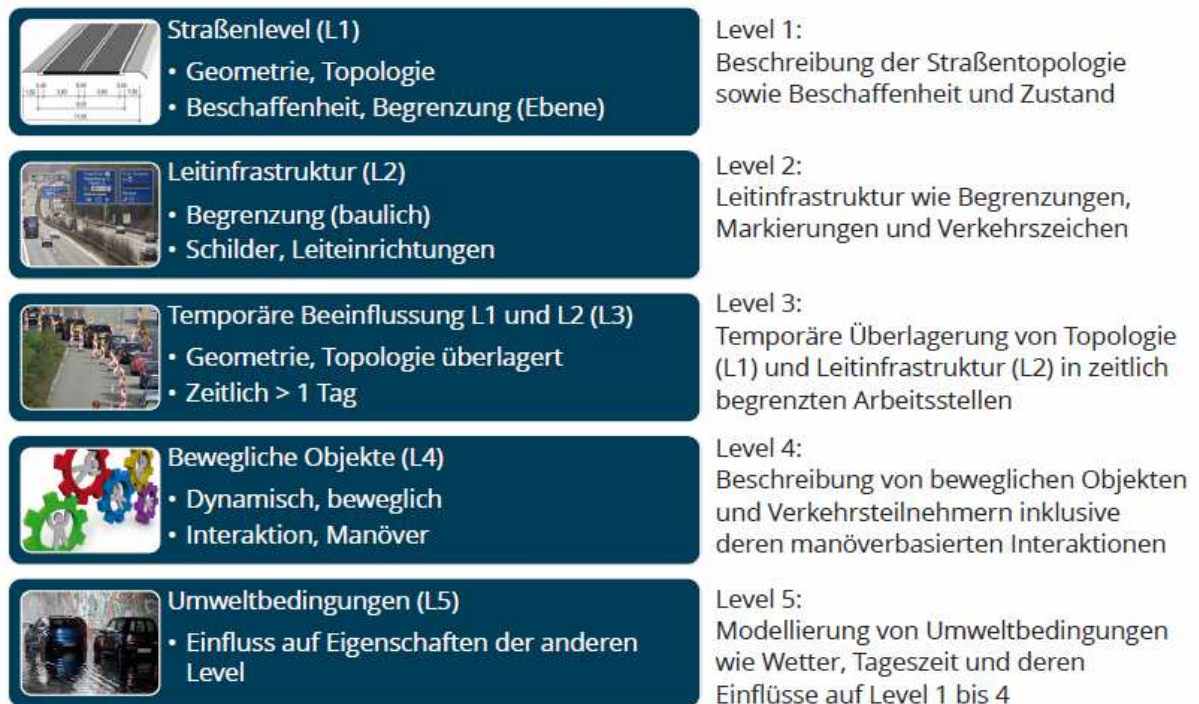 Straßenlevel (L1)
• Geometrie, Topologie
• Beschaffenheit, Begrenzung (Ebene)
Level 1:
Beschreibung der Straßentopologie
sowie Beschaffenheit und Zustand
Leitinfrastruktur (L2)
• Begrenzung (baulich)
• Schilder, Leiteinrichtungen
Level 2:
Leitinfrastruktur wie Begrenzungen,
Markierungen und Verkehrszeichen
Temporäre Beeinflussung L1 und L2 (L3)
• Geometrie, Topologie überlagert
• Zeitlich > 1 Tag
Level 3:
Temporäre Überlagerung von Topologie
(L1) und Leitinfrastruktur (L2) in zeitlich
begrenzten Arbeitsstellen
Bewegliche Objekte (L4)
• Dynamisch, beweglich
• Interaktion, Manöver
Level 4:
Beschreibung von beweglichen Objekten
und Verkehrsteilnehmern inklusive
deren manöverbasierten Interaktionen
Umweltbedingungen (L5)
• Einfluss auf Eigenschaften der anderen
Level
Level 5:
Modellierung von Umweltbedingungen
wie Wetter, Tageszeit und deren
Einflüsse auf Level 1 bis 4